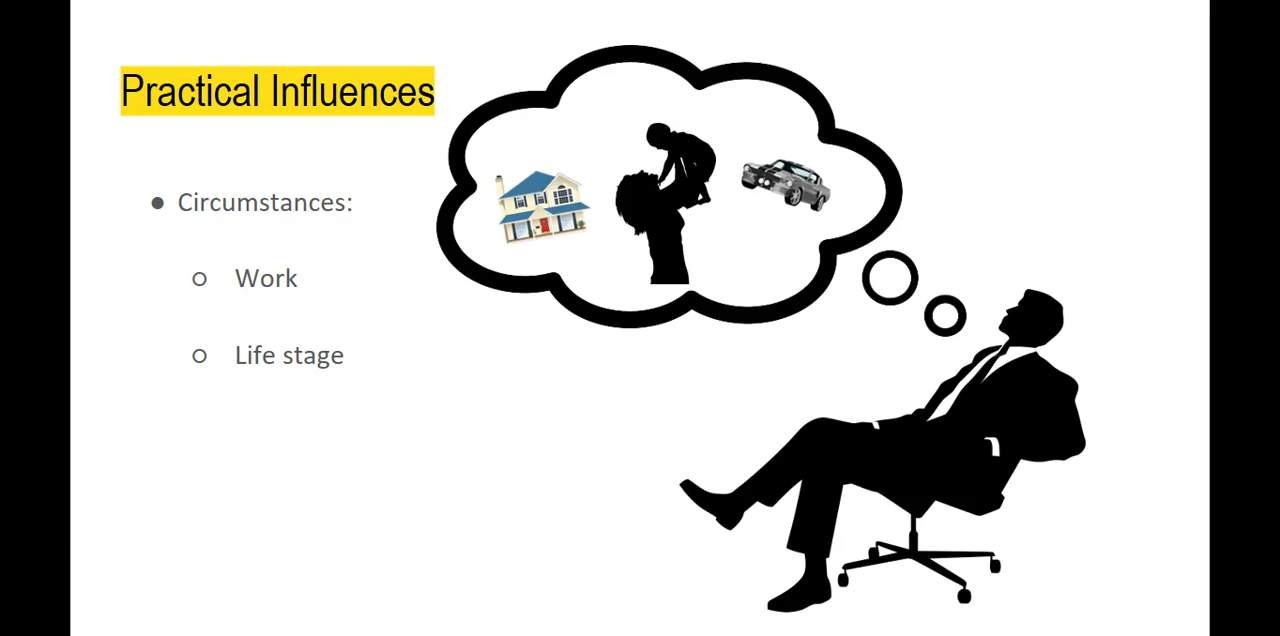 Practical Influences
● Circumstances:
○ Work
○ Life stage